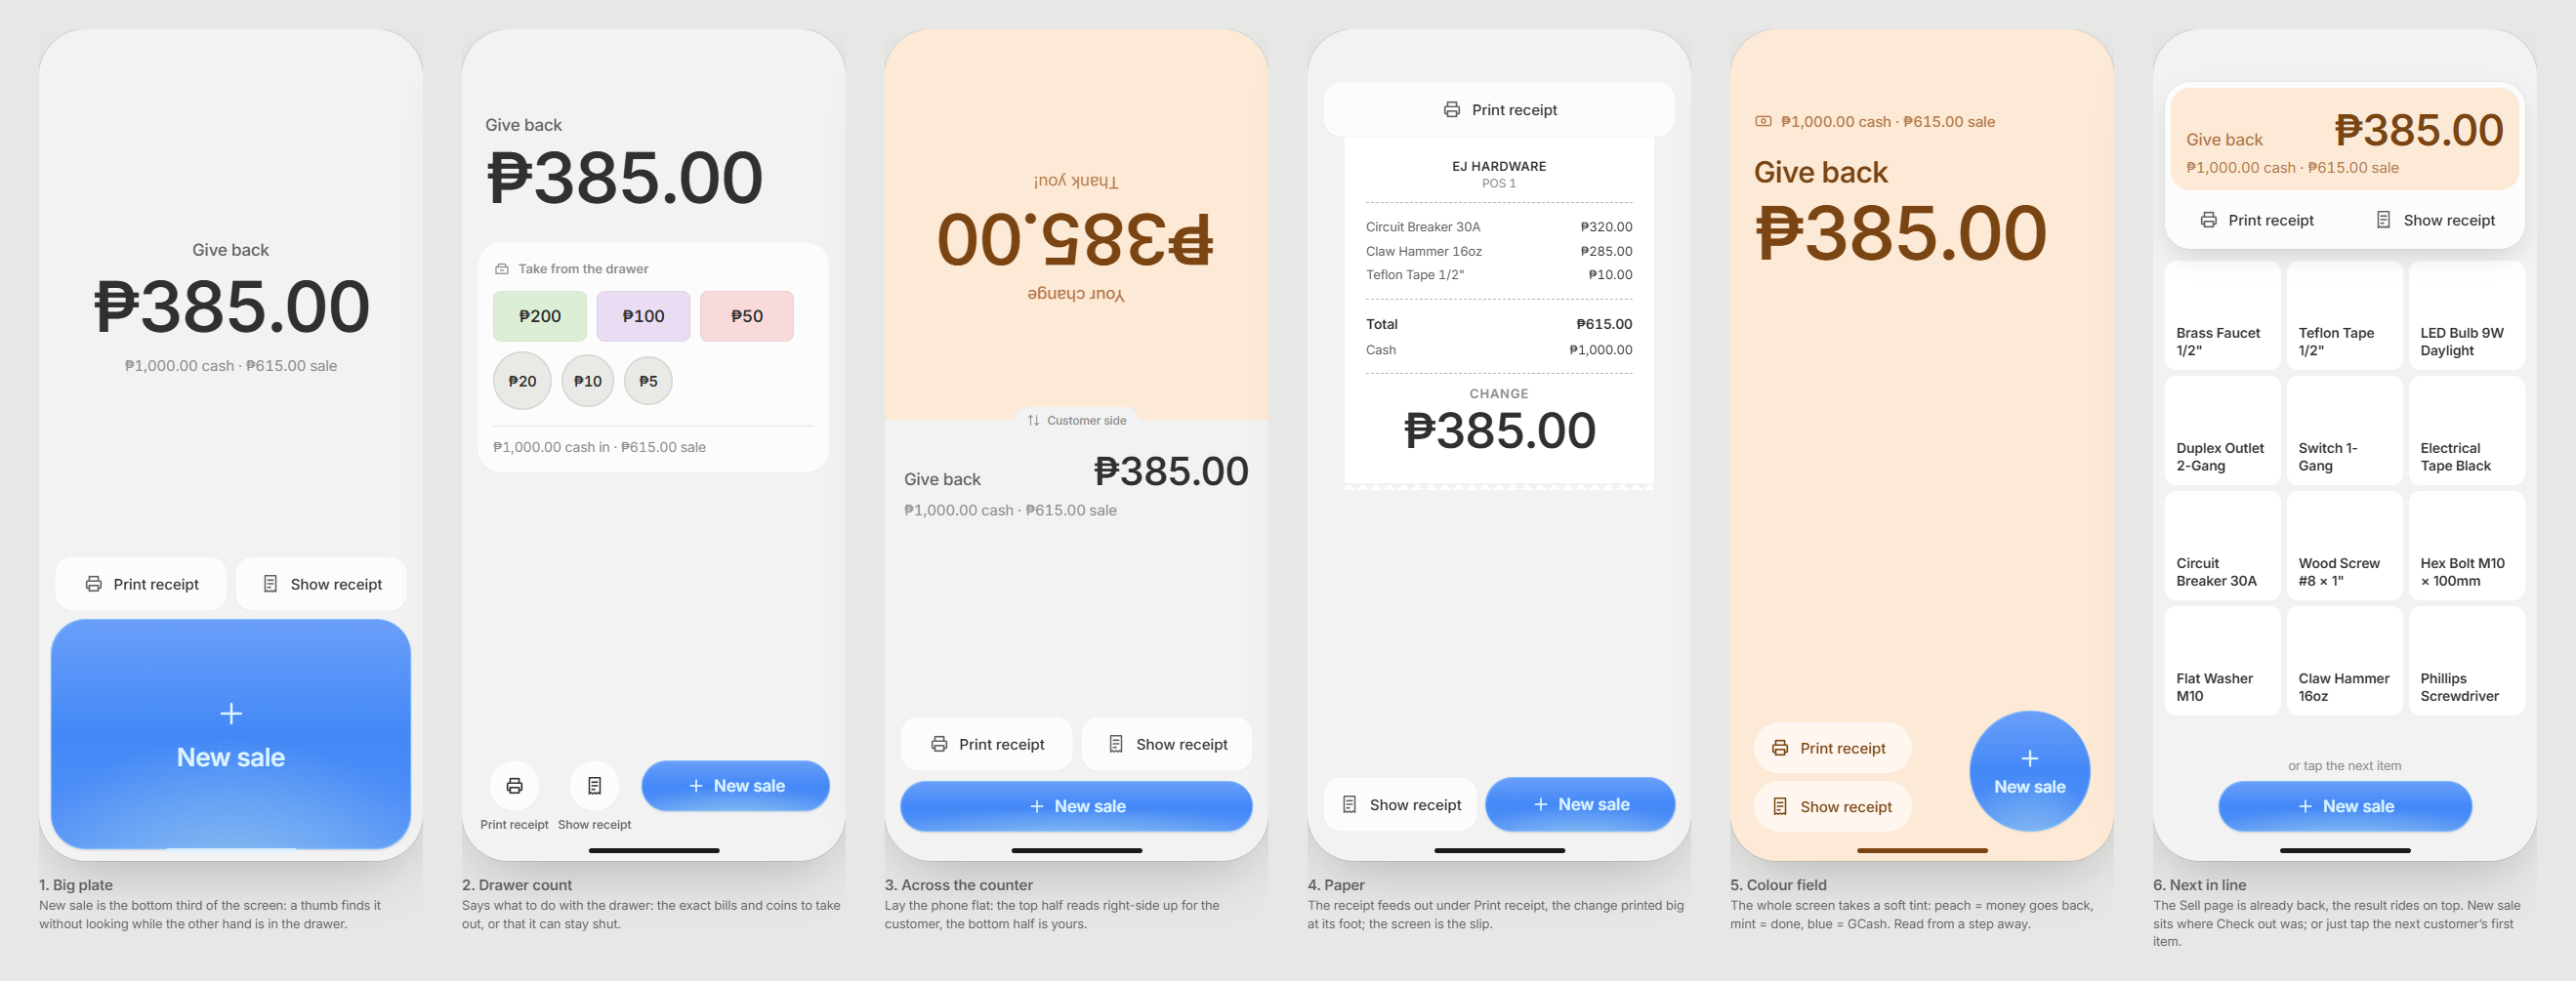 Give back
₱385.00
₱1,000.00 cash · ₱615.00 sale
Print receipt
Show receipt
New sale
1. Big plate
New sale is the bottom third of the screen: a thumb finds it
without looking while the other hand is in the drawer.
Give back
₱385.00
Take from the drawer
₱200
₱100
₱50
₱20
₱10
₱5
₱1,000.00 cash in · ₱615.00 sale
Print receipt
Show receipt
New sale
2. Drawer count
Says what to do with the drawer: the exact bills and coins to take
out, or that it can stay shut.
Your change
₱385.00
Thank you!
Customer side
Give back
₱385.00
₱1,000.00 cash · ₱615.00 sale
Print receipt
Show receipt
New sale
3. Across the counter
Lay the phone flat: the top half reads right-side up for the
customer, the bottom half is yours.
Print receipt
EJ HARDWARE
POS 1
Circuit Breaker 30A ₱320.00
Claw Hammer 16oz ₱285.00
Teflon Tape 1/2" ₱10.00
Total ₱615.00
Cash ₱1,000.00
CHANGE
₱385.00
Show receipt
New sale
4. Paper
The receipt feeds out under Print receipt, the change printed big
at its foot; the screen is the slip.
₱1,000.00 cash · ₱615.00 sale
Give back
₱385.00
Print receipt
Show receipt
New sale
5. Colour field
The whole screen takes a soft tint: peach = money goes back,
mint = done, blue = GCash. Read from a step away.
Give back
₱385.00
₱1,000.00 cash · ₱615.00 sale
Print receipt
Show receipt
Brass Faucet
1/2"
Teflon Tape
1/2"
LED Bulb 9W
Daylight
Duplex Outlet
2-Gang
Switch 1-
Gang
Electrical
Tape Black
Circuit
Breaker 30A
Wood Screw
#8 × 1"
Hex Bolt M10
× 100mm
Flat Washer
M10
Claw Hammer
16oz
Phillips
Screwdriver
or tap the next item
New sale
6. Next in line
The Sell page is already back, the result rides on top. New sale
sits where Check out was; or just tap the next customer's first
item.